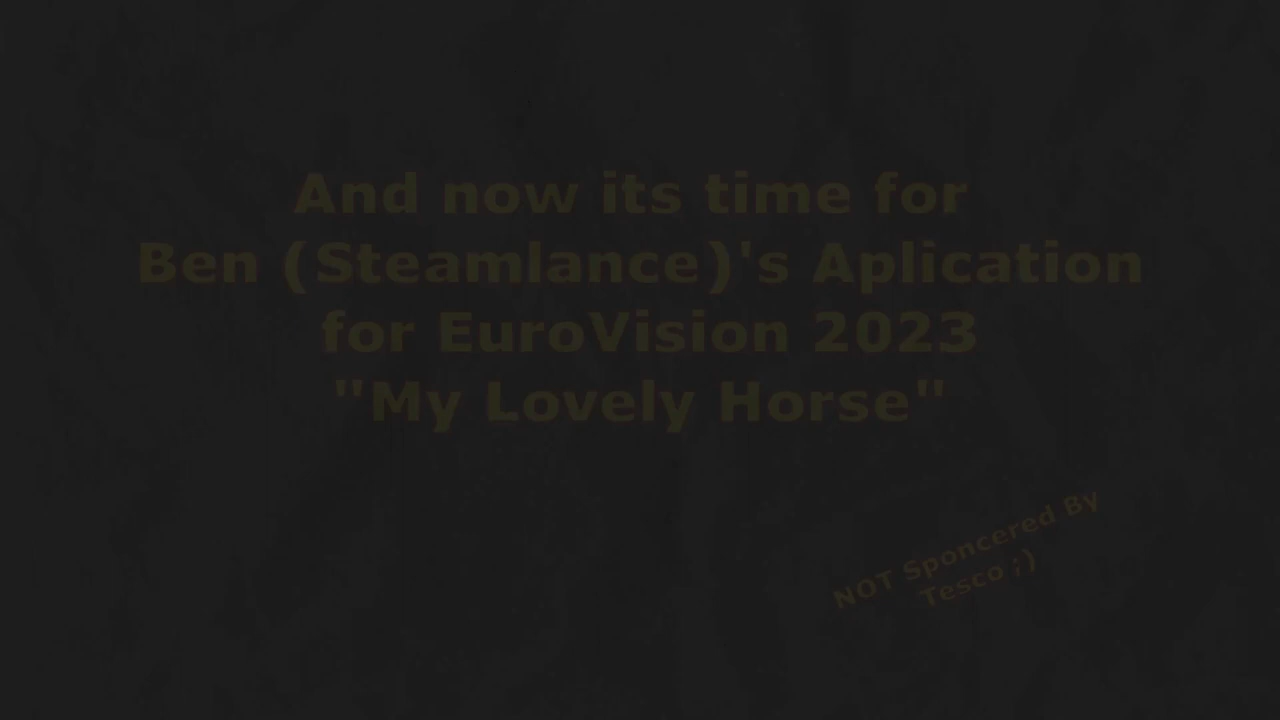 And now its time for
Ben (Steamlance)'s Aplication
for EuroVision 2023
"My Lovely Horse"
NOT Sponcered By
Tesco ;)